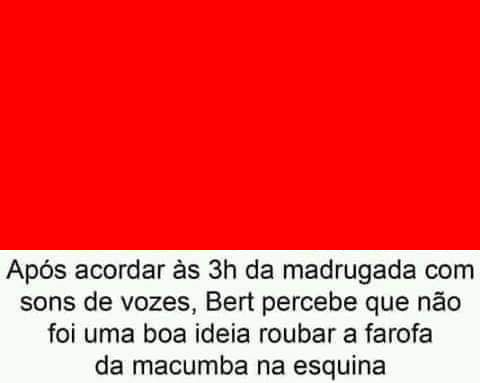 Após acordar às 3h da madrugada com
sons de vozes, Bert percebe que não
foi uma boa ideia roubar a farofa
da macumba na esquina